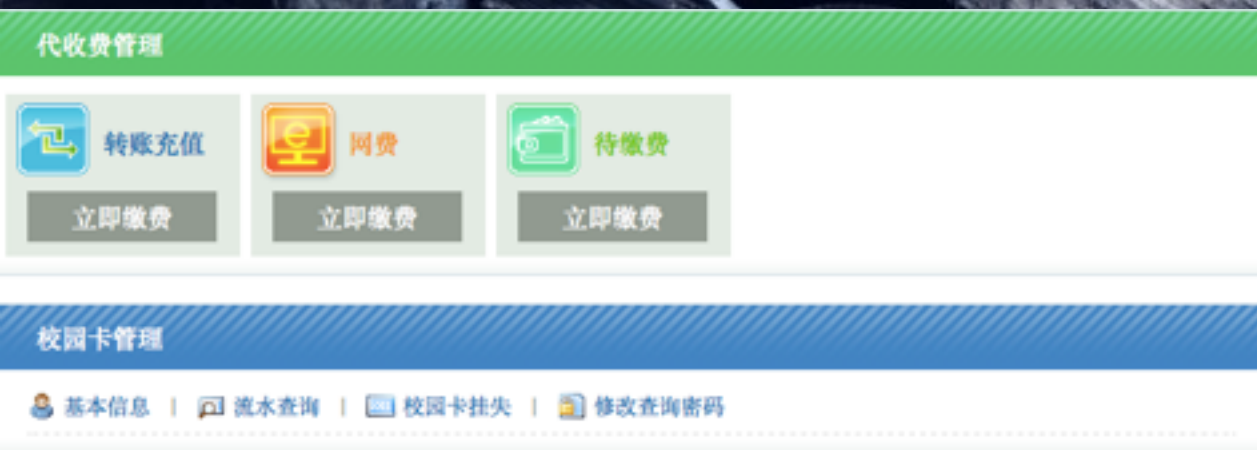 代收费管理
转账充值 网费 待缴费
立即缴费 立即缴费 立即缴费
校园卡管理
基本信息 | 流水查询 | 校园卡挂失 | 修改查询密码